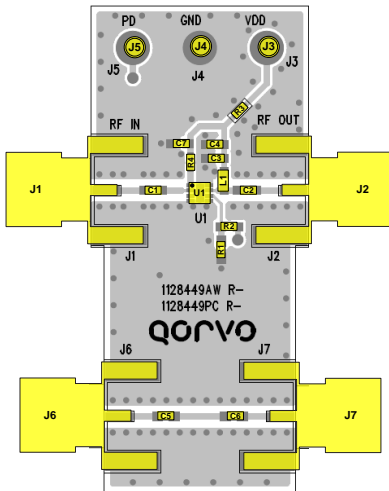 PD GND VDD
J5 J4 J3
J5 J4 J3
R3
RF IN RF OUT
C7 C4
C3
R4
L1
J1 C1 U1 C2 J2
U1
R2
J1 R1 J2
1128449AW R-
1128449PC R-
QORVO
J6 J7
J6 C5 C6 J7